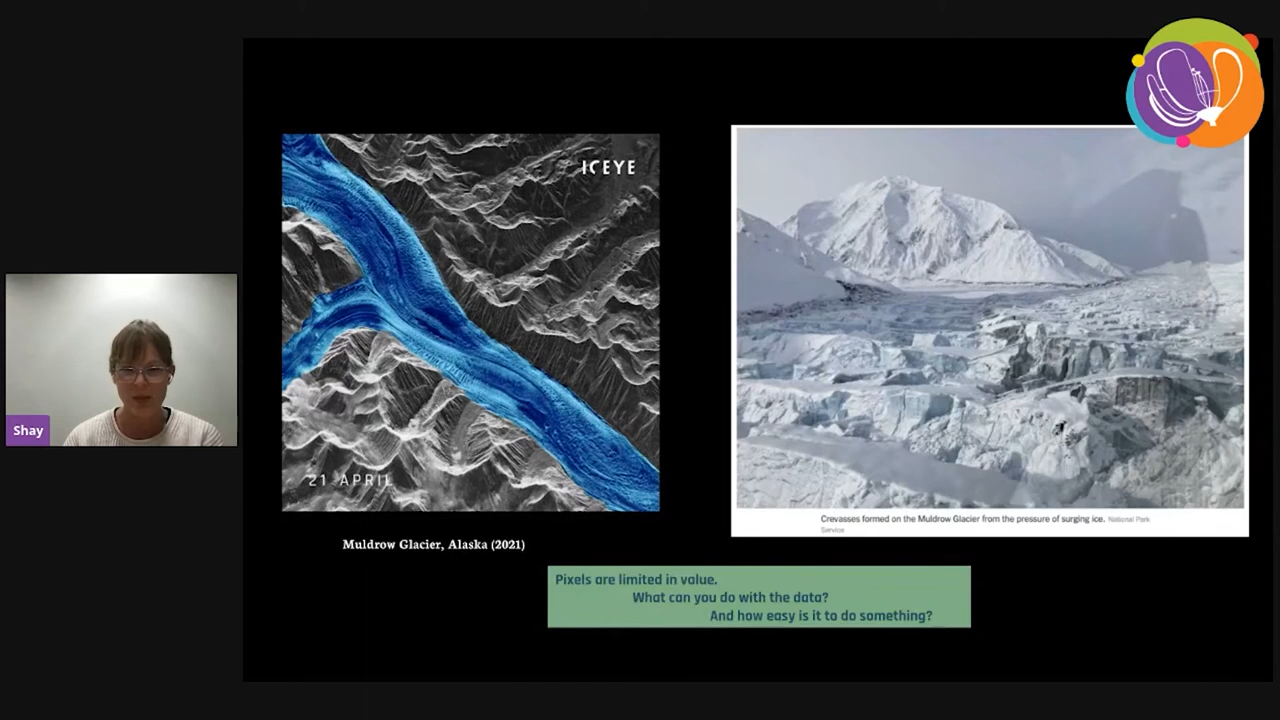 ICEYE
21 APRIL
Muldrow Glacier, Alaska (2021)
Crevasses formed on the Muldrow Glacier from the pressure of surging ice. National Park
Service
Shay
Pixels are limited in value.
What can you do with the data?
And how easy is it to do something?